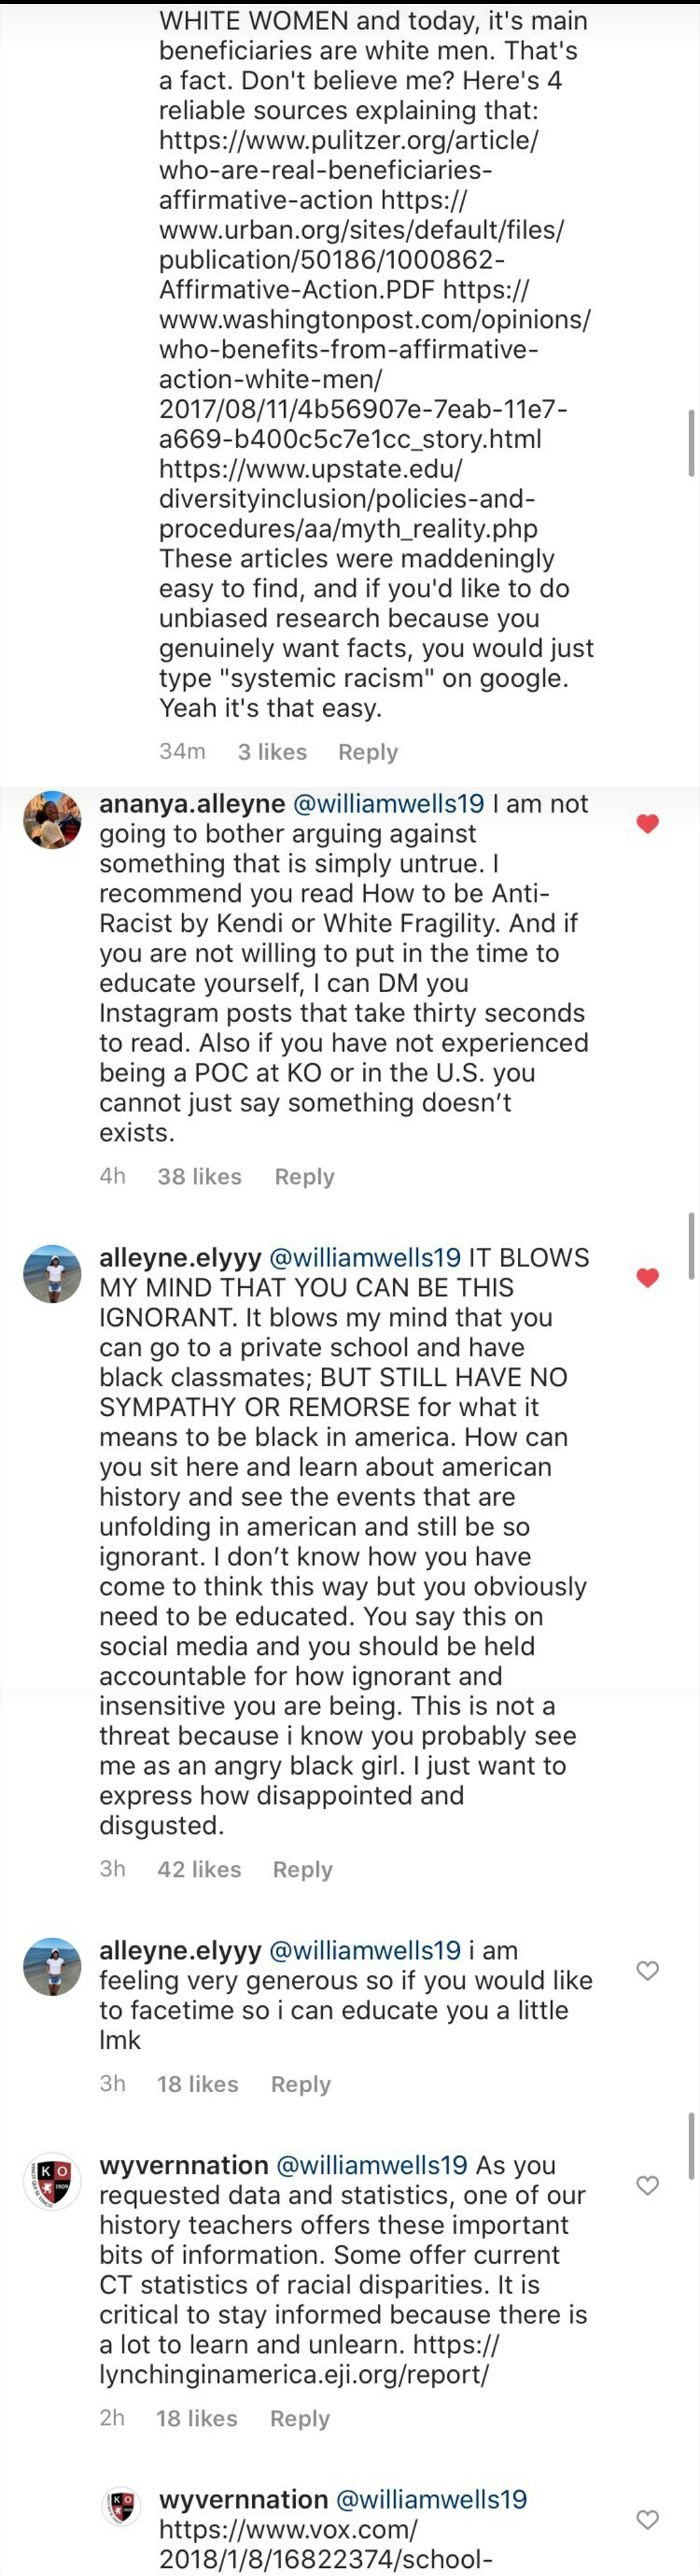 WHITE WOMEN and today, it's main
beneficiaries are white men. That's
a fact. Don't believe me? Here's 4
reliable sources explaining that:
https://www.pulitzer.org/article/
who-are-real-beneficiaries-
affirmative-action https://
www.urban.org/sites/default/files/
publication/50186/1000862-
Affirmative-Action.PDF https://
www.washingtonpost.com/opinions/
who-benefits-from-affirmative-
action-white-men/
2017/08/11/4b56907e-7eab-11e7-
a669-b400c5c7e1cc_story.html
https://www.upstate.edu/
diversityinclusion/policies-and-
procedures/aa/myth_reality.php
These articles were maddeningly
easy to find, and if you'd like to do
unbiased research because you
genuinely want facts, you would just
type "systemic racism" on google.
Yeah it's that easy.
34m 3 likes Reply
ananya.alleyne @williamwells19 I am not
going to bother arguing against
something that is simply untrue. I
recommend you read How to be Anti-
Racist by Kendi or White Fragility. And if
you are not willing to put in the time to
educate yourself, I can DM you
Instagram posts that take thirty seconds
to read. Also if you have not experienced
being a POC at KO or in the U.S. you
cannot just say something doesn’t
exists.
4h 38 likes Reply
alleyne.elyyy @williamwells19 IT BLOWS
MY MIND THAT YOU CAN BE THIS
IGNORANT. It blows my mind that you
can go to a private school and have
black classmates; BUT STILL HAVE NO
SYMPATHY OR REMORSE for what it
means to be black in america. How can
you sit here and learn about american
history and see the events that are
unfolding in american and still be so
ignorant. I don’t know how you have
come to think this way but you obviously
need to be educated. You say this on
social media and you should be held
accountable for how ignorant and
insensitive you are being. This is not a
threat because i know you probably see
me as an angry black girl. I just want to
express how disappointed and
disgusted.
3h 42 likes Reply
alleyne.elyyy @williamwells19 i am
feeling very generous so if you would like
to facetime so i can educate you a little
lmk
3h 18 likes Reply
KO
1909
wyvernnation @williamwells19 As you
requested data and statistics, one of our
history teachers offers these important
bits of information. Some offer current
CT statistics of racial disparities. It is
critical to stay informed because there is
a lot to learn and unlearn. https://
lynchinginamerica.eji.org/report/
2h 18 likes Reply
KO
wyvernnation @williamwells19
https://www.vox.com/
2018/1/8/16822374/school-